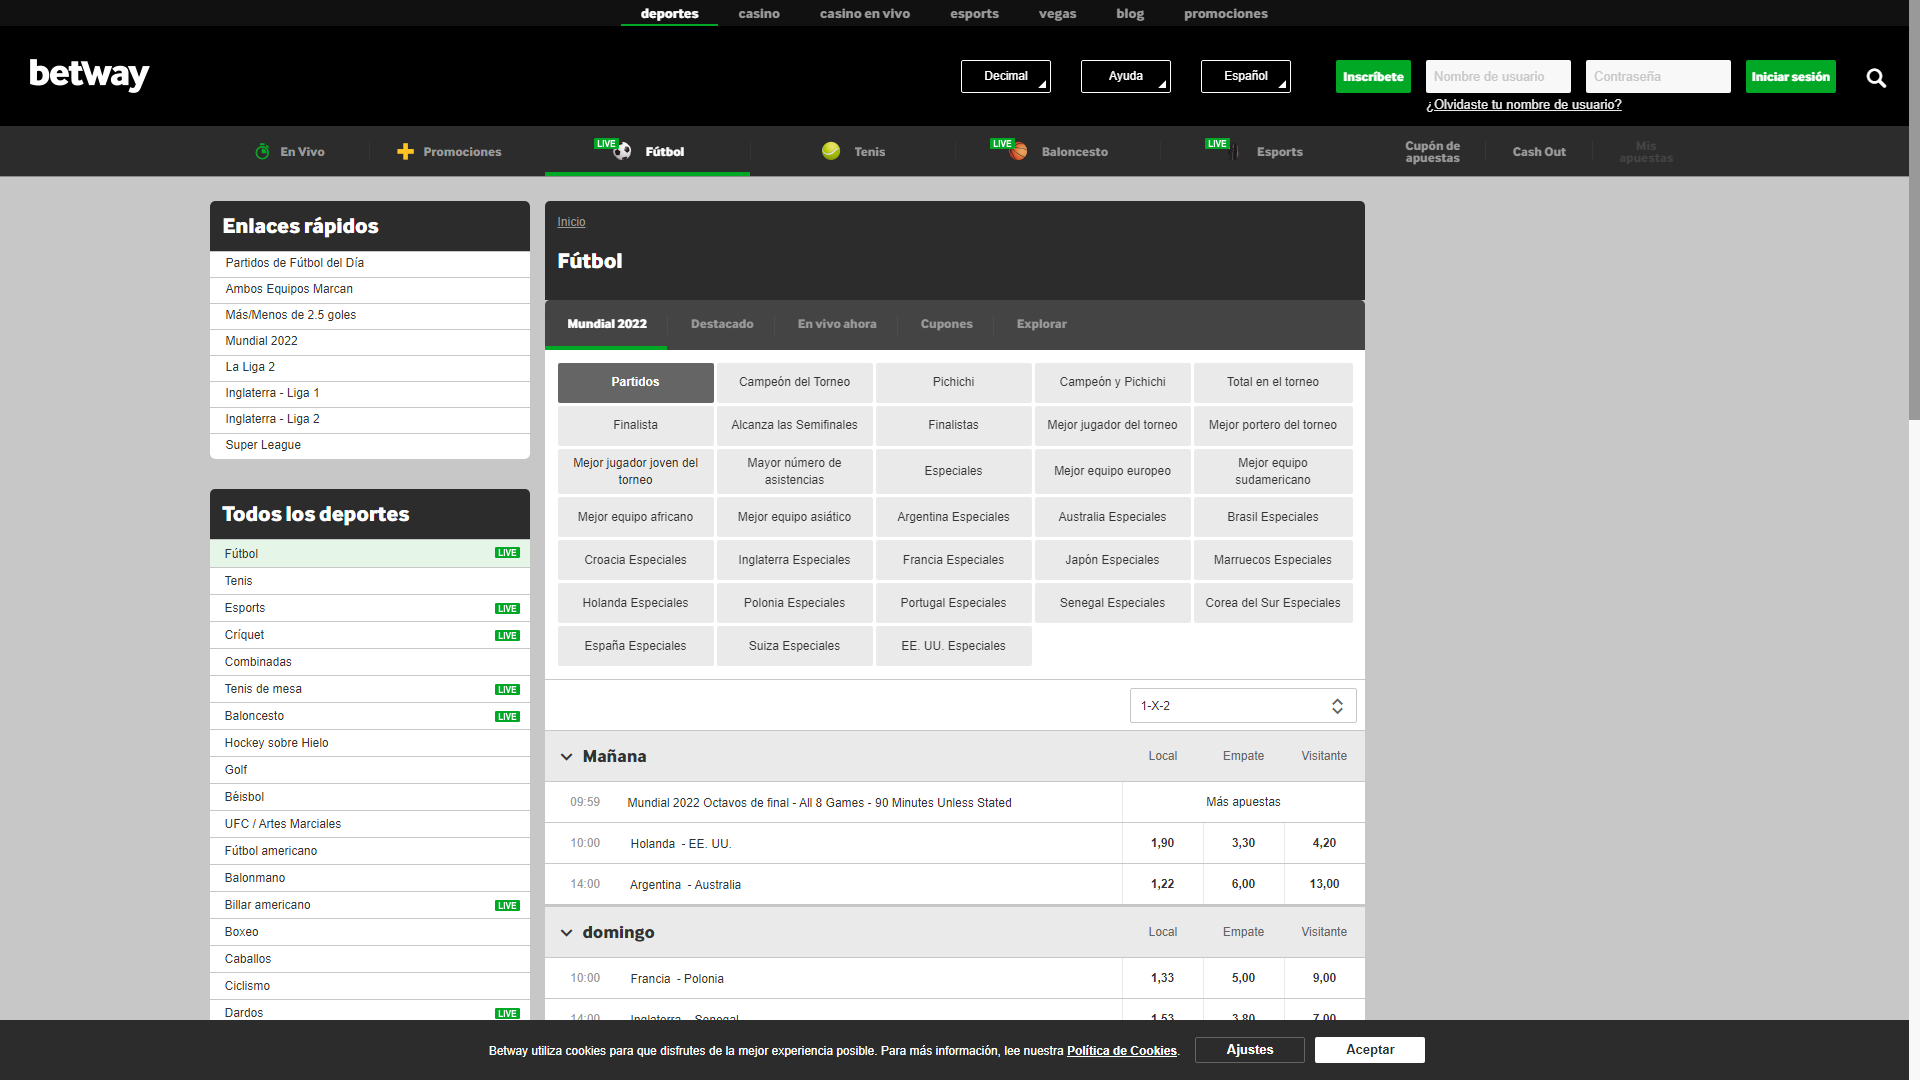 deportes casino casino en vivo esports vegas blog promociones
betway
Decimal Ayuda Español Inscríbete Nombre de usuario Contraseña Iniciar sesión
¿Olvidaste tu nombre de usuario?
En Vivo Promociones LIVE Fútbol Tenis LIVE Baloncesto LIVE Esports Cupón de apuestas Cash Out Mis apuestas
Enlaces rápidos
Partidos de Fútbol del Día
Ambos Equipos Marcan
Más/Menos de 2.5 goles
Mundial 2022
La Liga 2
Inglaterra - Liga 1
Inglaterra - Liga 2
Super League
Todos los deportes
Fútbol LIVE
Tenis
Esports LIVE
Críquet LIVE
Combinadas
Tenis de mesa LIVE
Baloncesto LIVE
Hockey sobre Hielo
Golf
Béisbol
UFC / Artes Marciales
Fútbol americano
Balonmano
Billar americano LIVE
Boxeo
Caballos
Ciclismo
Dardos LIVE
Inicio
Fútbol
Mundial 2022 Destacado En vivo ahora Cupones Explorar
Partidos Campeón del Torneo Pichichi Campeón y Pichichi Total en el torneo
Finalista Alcanza las Semifinales Finalistas Mejor jugador del torneo Mejor portero del torneo
Mejor jugador joven del torneo Mayor número de asistencias Especiales Mejor equipo europeo Mejor equipo sudamericano
Mejor equipo africano Mejor equipo asiático Argentina Especiales Australia Especiales Brasil Especiales
Croacia Especiales Inglaterra Especiales Francia Especiales Japón Especiales Marruecos Especiales
Holanda Especiales Polonia Especiales Portugal Especiales Senegal Especiales Corea del Sur Especiales
España Especiales Suiza Especiales EE. UU. Especiales
1-X-2
Mañana Local Empate Visitante
09:59 Mundial 2022 Octavos de final - All 8 Games - 90 Minutes Unless Stated Más apuestas
10:00 Holanda - EE. UU. 1,90 3,30 4,20
14:00 Argentina - Australia 1,22 6,00 13,00
domingo Local Empate Visitante
10:00 Francia - Polonia 1,33 5,00 9,00
14:00 Inglaterra - Senegal 1,53 3,80 7,00
Betway utiliza cookies para que disfrutes de la mejor experiencia posible. Para más información, lee nuestra Política de Cookies. Ajustes Aceptar